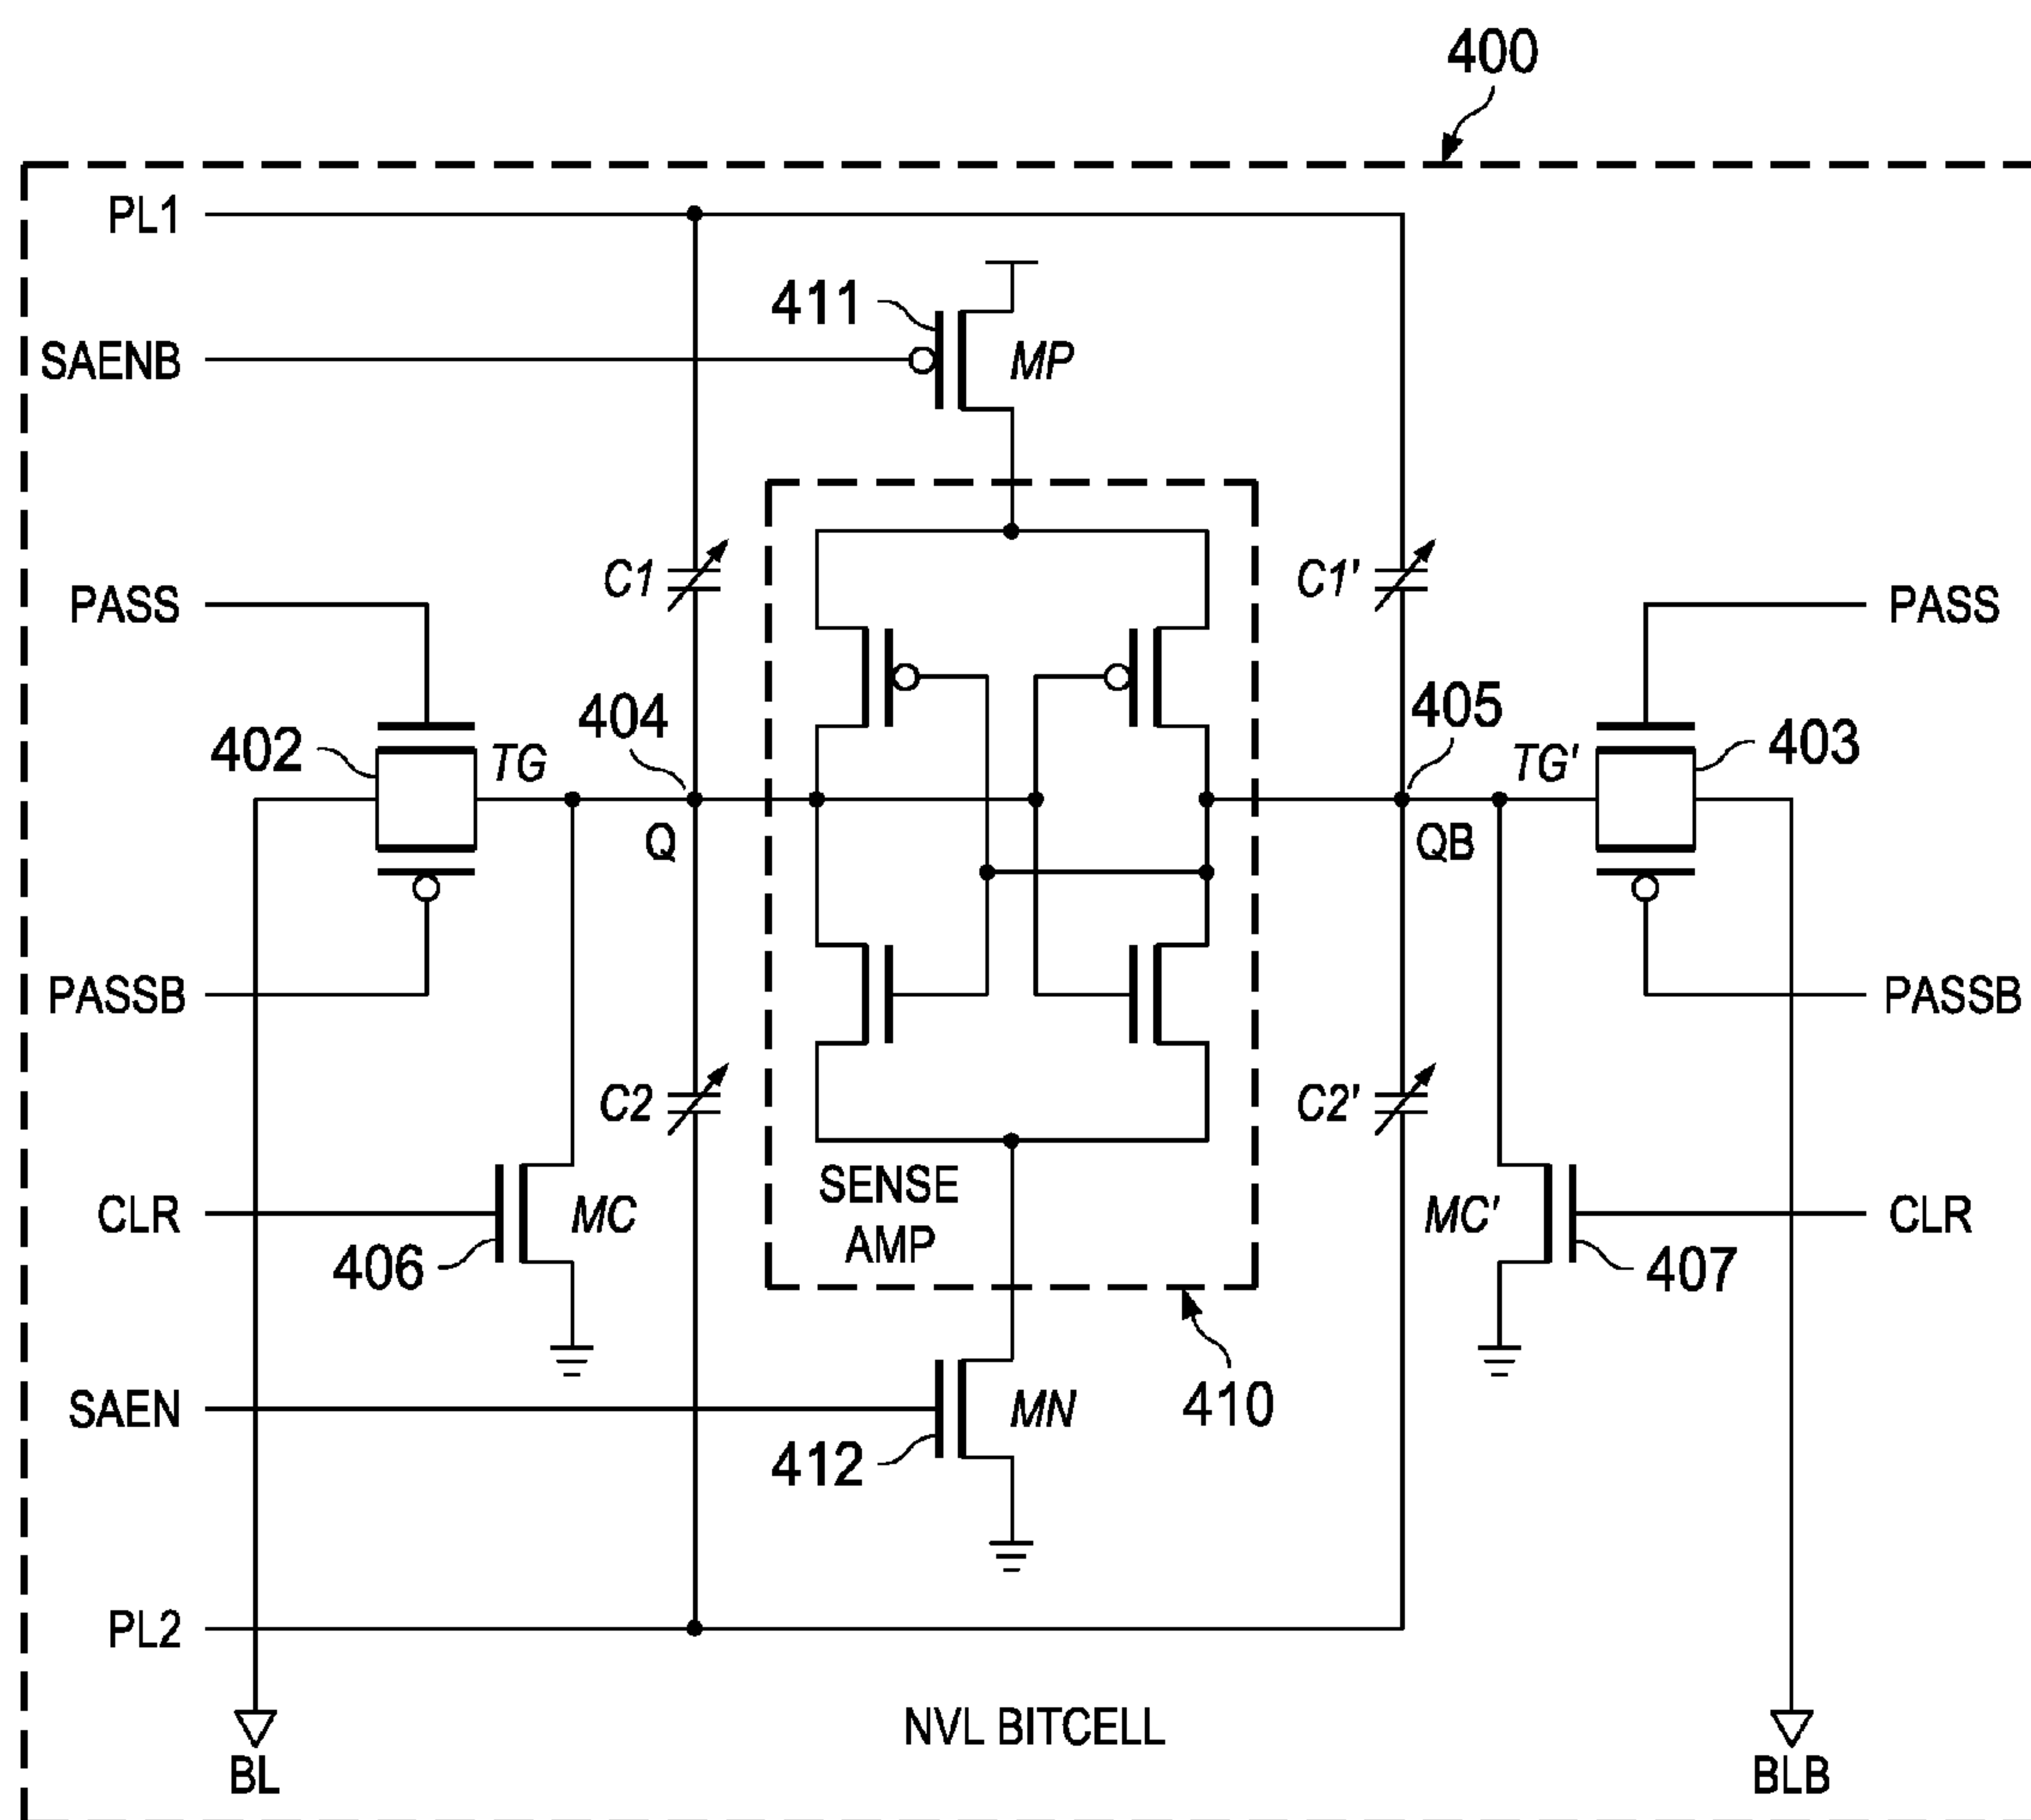 400
PL1
411
SAENB
MP
C1
C1'
PASS
PASS
404
405
402
TG
TG'
403
Q
QB
PASSB
PASSB
C2
C2'
SENSE
AMP
CLR
MC
MC'
CLR
406
407
SAEN
MN
410
412
PL2
NVL BITCELL
BL
BLB